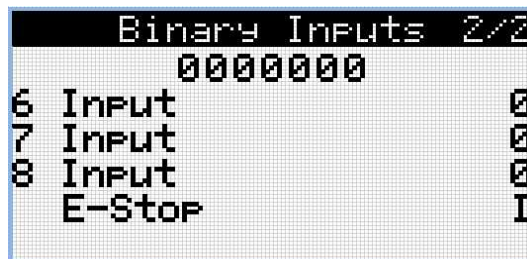 Binary Inputs 2/2
0000000
6 Input 0
7 Input 0
8 Input 0
E-Stop I